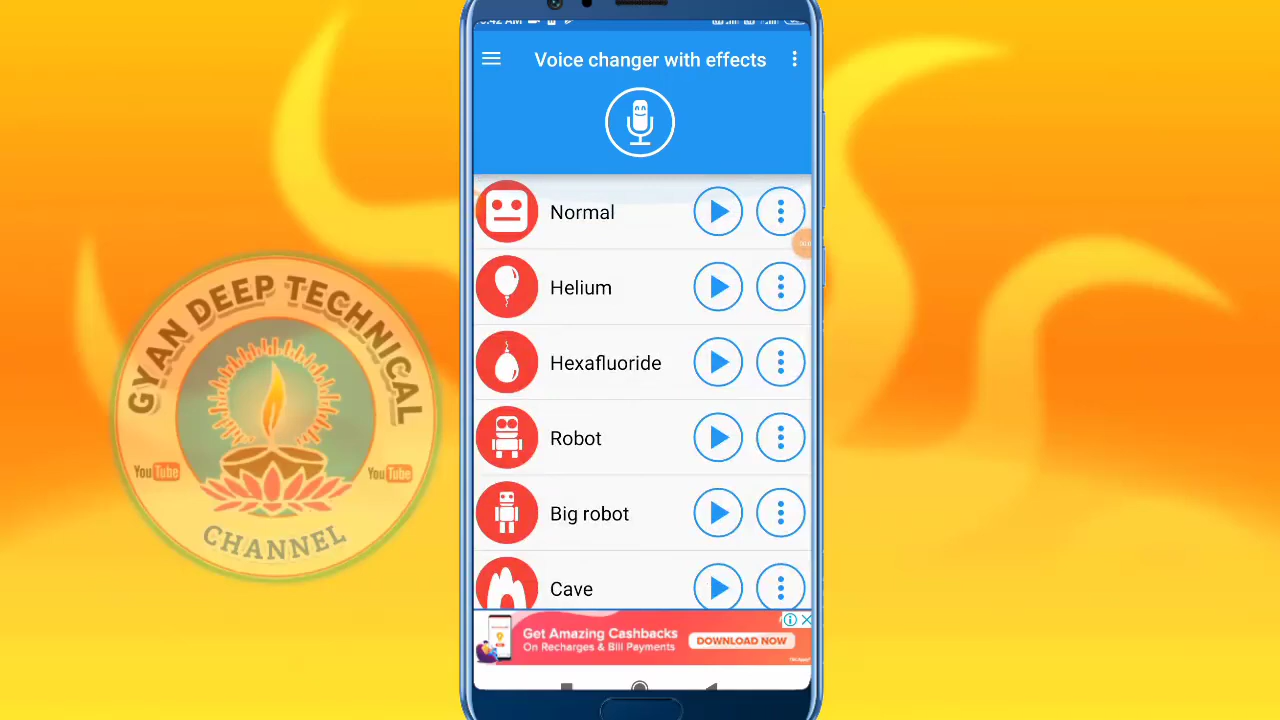 Voice changer with effects
Normal
Helium
Hexafluoride
Robot
Big robot
Cave
Get Amazing Cashbacks
On Recharges & Bill Payments
DOWNLOAD NOW
GYAN DEEP TECHNICAL
YouTube
YouTube
CHANNEL